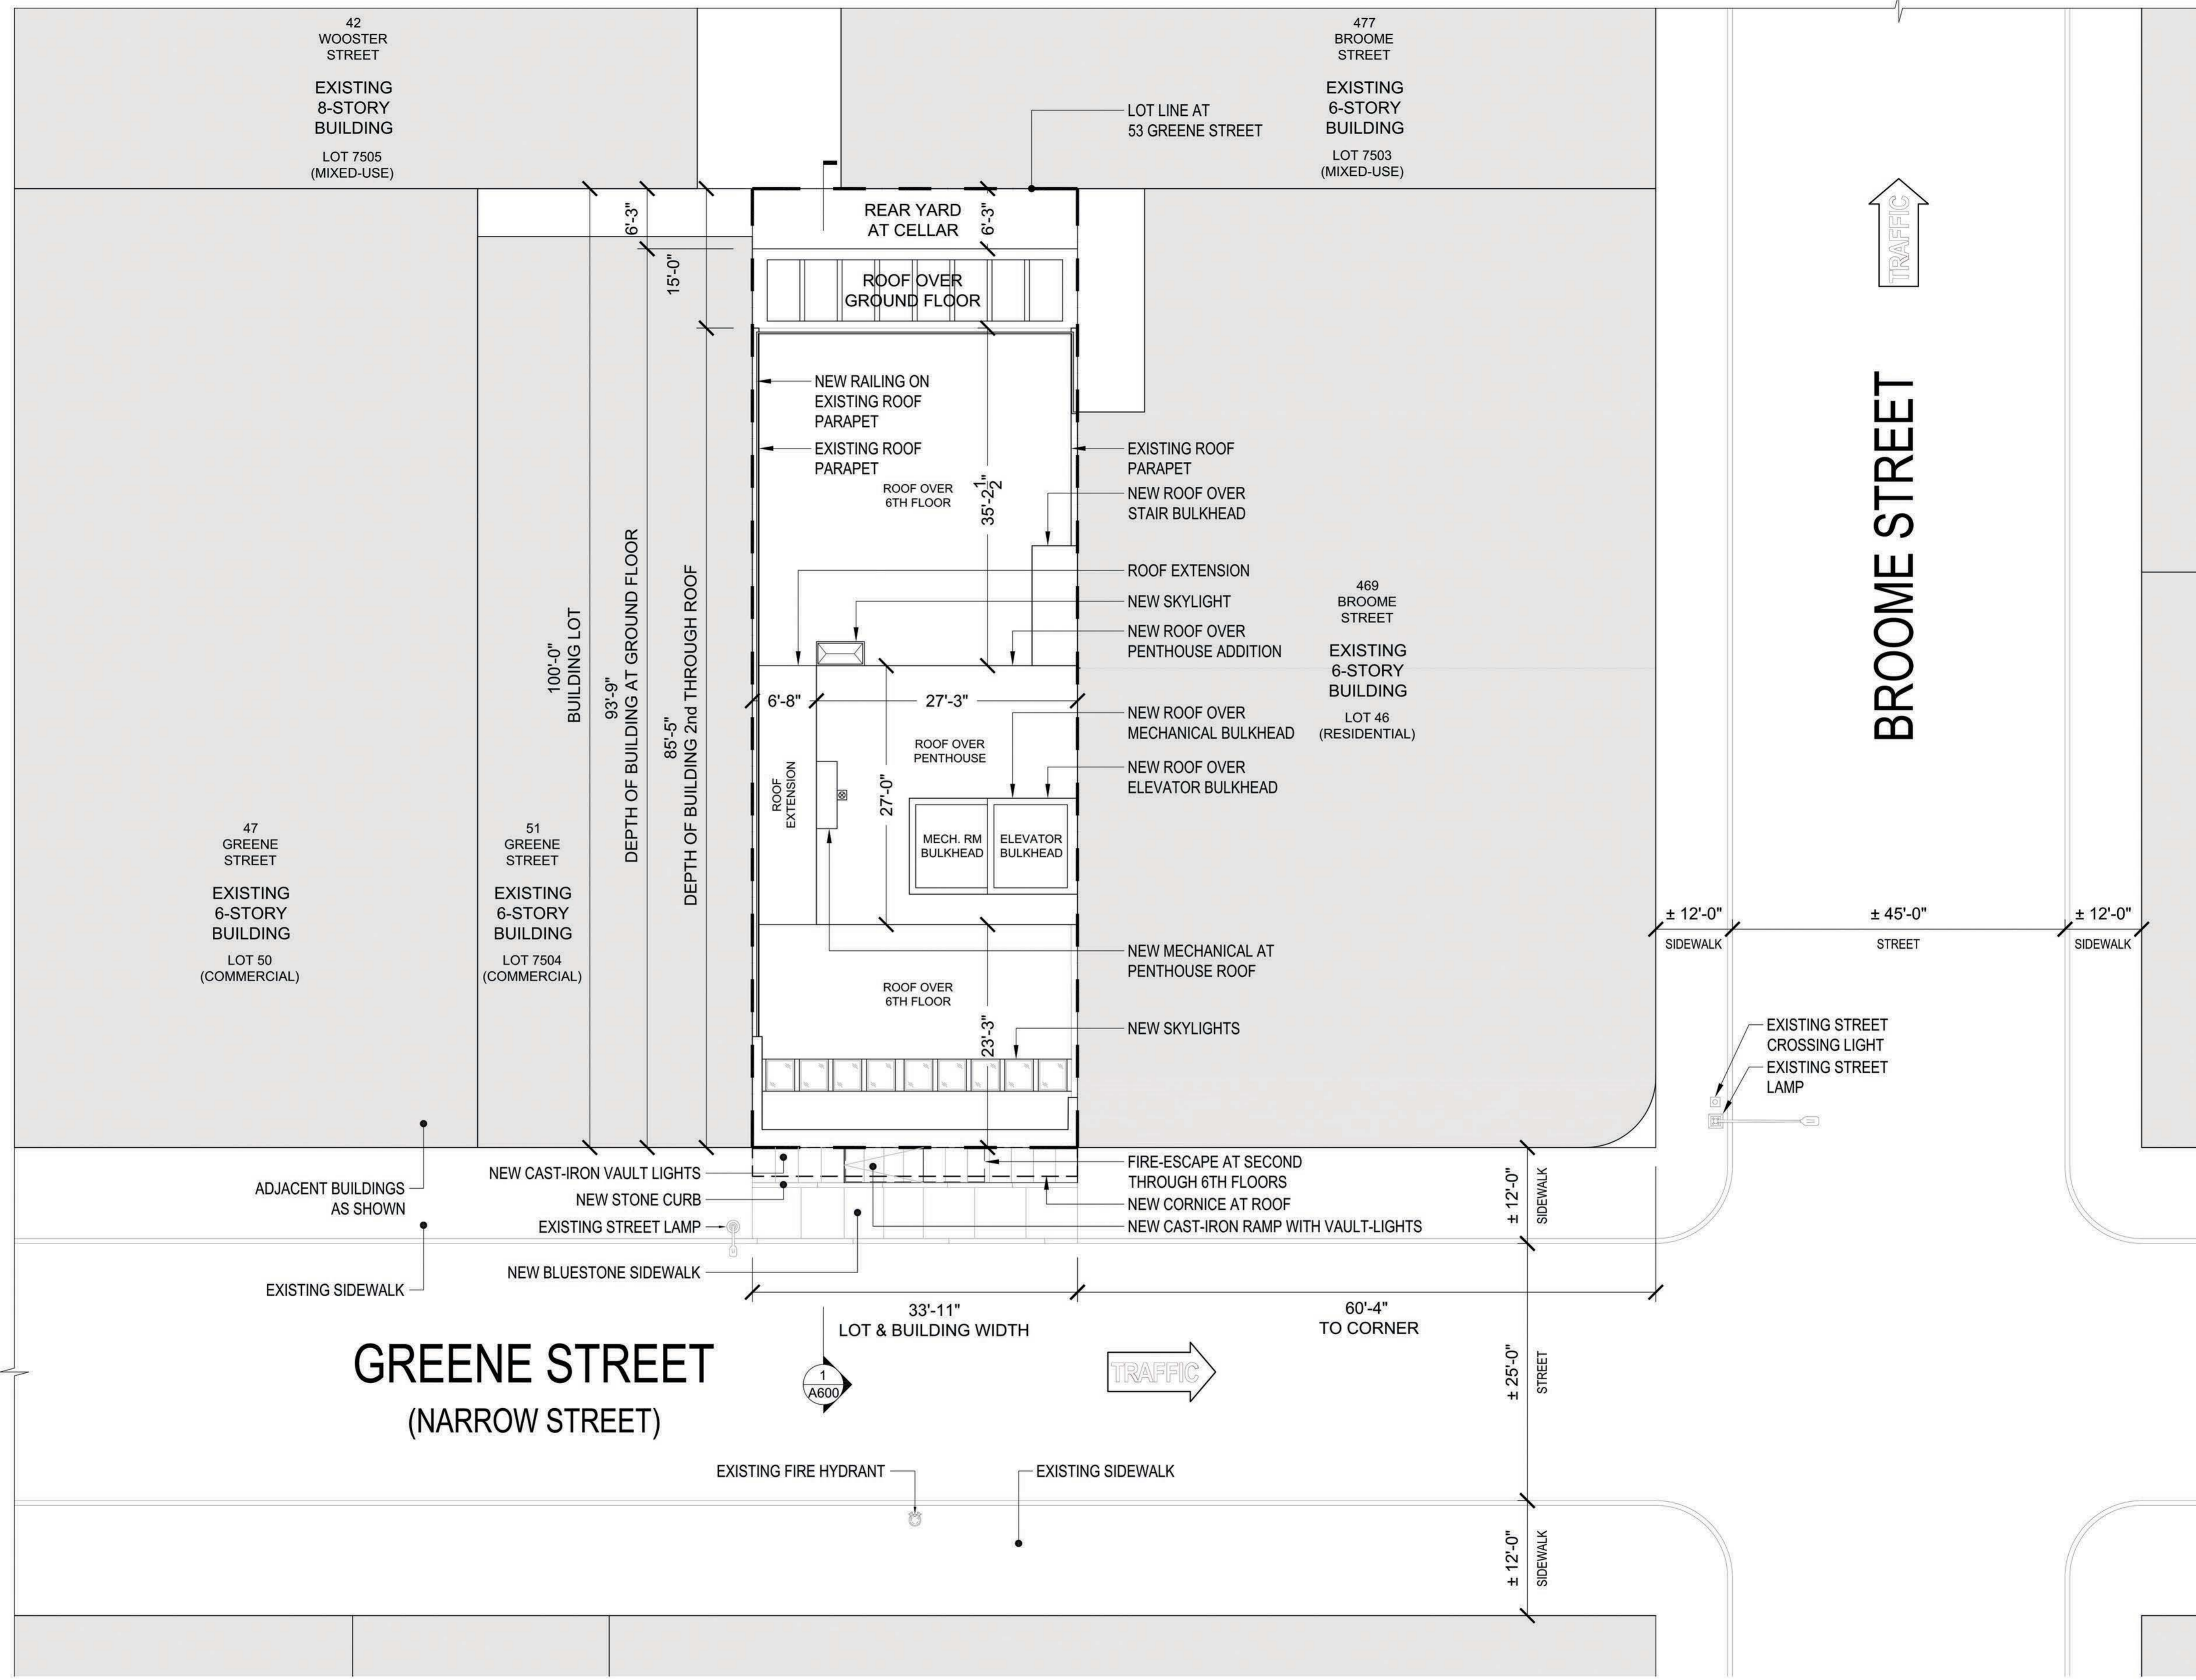 42
WOOSTER
STREET
EXISTING
8-STORY
BUILDING
LOT 7505
(MIXED-USE)
477
BROOME
STREET
EXISTING
6-STORY
BUILDING
LOT 7503
(MIXED-USE)
LOT LINE AT
53 GREENE STREET
TRAFFIC
BROOME STREET
6'-3"
15'-0"
REAR YARD
AT CELLAR
6'-3"
ROOF OVER
GROUND FLOOR
NEW RAILING ON
EXISTING ROOF
PARAPET
EXISTING ROOF
PARAPET
ROOF OVER
6TH FLOOR
35'-2 1/2"
EXISTING ROOF
PARAPET
NEW ROOF OVER
STAIR BULKHEAD
ROOF EXTENSION
NEW SKYLIGHT
NEW ROOF OVER
PENTHOUSE ADDITION
NEW ROOF OVER
MECHANICAL BULKHEAD
NEW ROOF OVER
ELEVATOR BULKHEAD
469
BROOME
STREET
EXISTING
6-STORY
BUILDING
LOT 46
(RESIDENTIAL)
100'-0"
BUILDING LOT
93'-9"
DEPTH OF BUILDING AT GROUND FLOOR
85'-5"
DEPTH OF BUILDING 2nd THROUGH ROOF
6'-8"
27'-3"
ROOF OVER
PENTHOUSE
ROOF
EXTENSION
27'-0"
MECH. RM
BULKHEAD
ELEVATOR
BULKHEAD
47
GREENE
STREET
EXISTING
6-STORY
BUILDING
LOT 50
(COMMERCIAL)
51
GREENE
STREET
EXISTING
6-STORY
BUILDING
LOT 7504
(COMMERCIAL)
NEW MECHANICAL AT
PENTHOUSE ROOF
ROOF OVER
6TH FLOOR
23'-3"
NEW SKYLIGHTS
± 12'-0"
SIDEWALK
± 45'-0"
STREET
± 12'-0"
SIDEWALK
EXISTING STREET
CROSSING LIGHT
EXISTING STREET
LAMP
NEW CAST-IRON VAULT LIGHTS
NEW STONE CURB
EXISTING STREET LAMP
NEW BLUESTONE SIDEWALK
ADJACENT BUILDINGS
AS SHOWN
EXISTING SIDEWALK
FIRE-ESCAPE AT SECOND
THROUGH 6TH FLOORS
NEW CORNICE AT ROOF
NEW CAST-IRON RAMP WITH VAULT-LIGHTS
± 12'-0"
SIDEWALK
33'-11"
LOT & BUILDING WIDTH
60'-4"
TO CORNER
GREENE STREET
(NARROW STREET)
1
A600
TRAFFIC
± 25'-0"
STREET
EXISTING FIRE HYDRANT
EXISTING SIDEWALK
± 12'-0"
SIDEWALK